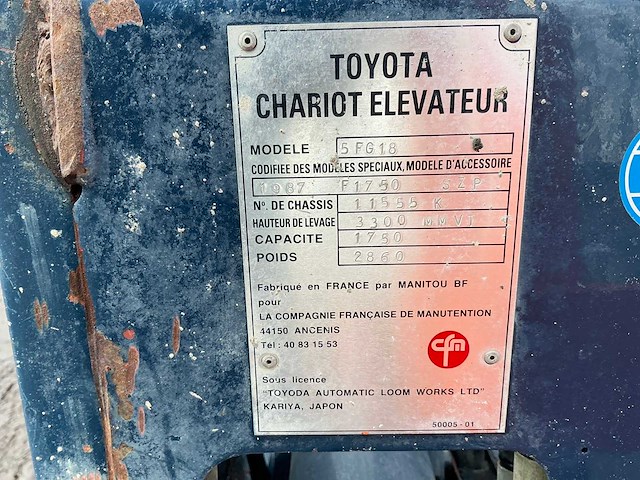 TOYOTA
CHARIOT ELEVATEUR
MODELE 5FG18
CODIFIEE DES MODELES SPECIAUX, MODELE D'ACCESSOIRE
1987 F1750 3ZP
N°. DE CHASSIS 11555 K
HAUTEUR DE LEVAGE 3300 MMVT
CAPACITE 1750
POIDS 2860
Fabriqué en FRANCE par MANITOU BF
pour
LA COMPAGNIE FRANÇAISE DE MANUTENTION
44150 ANCENIS
Tél : 40 83 15 53
cfm
Sous licence
"TOYODA AUTOMATIC LOOM WORKS LTD"
KARIYA, JAPON
50005-01